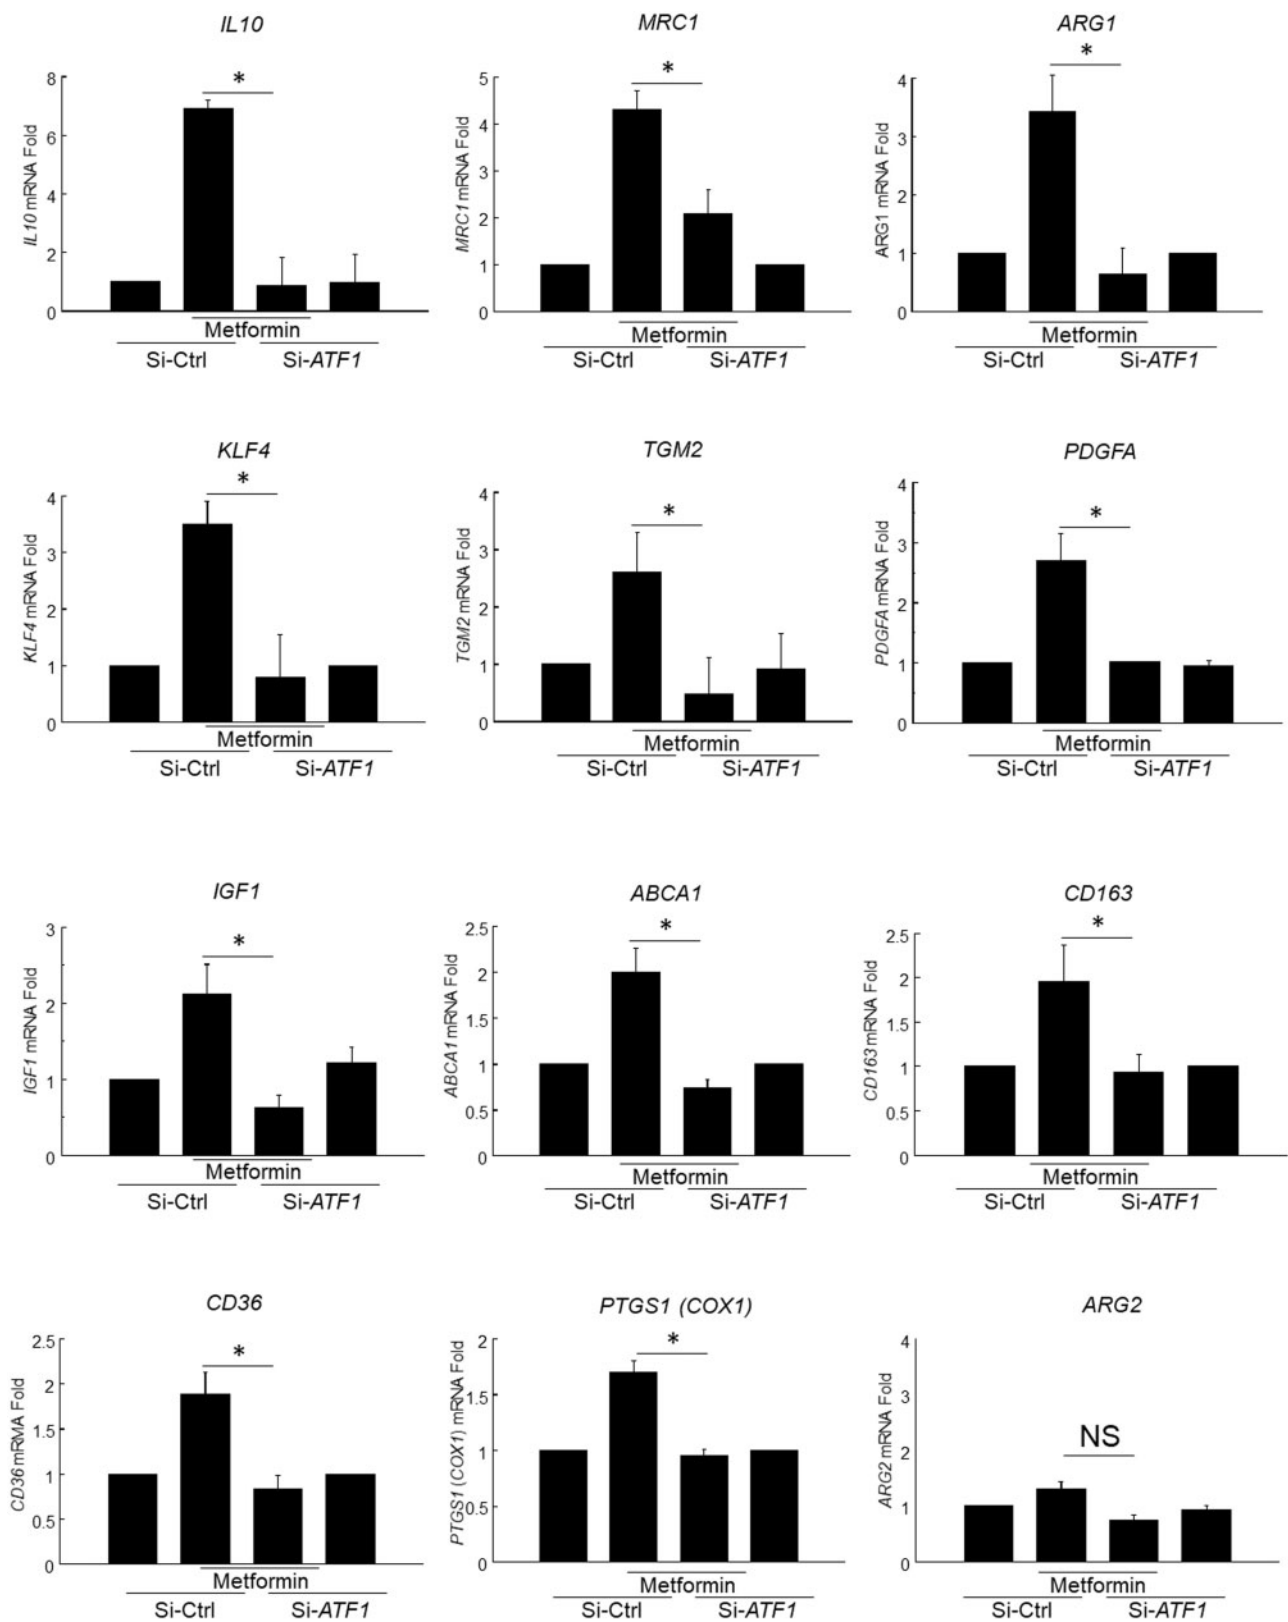 IL10
MRC1
ARG1
IL10 mRNA Fold
8
6
4
2
0
*
Metformin
Si-Ctrl
Si-ATF1
MRC1 mRNA Fold
5
4
3
2
1
0
*
Metformin
Si-Ctrl
Si-ATF1
ARG1 mRNA Fold
4
3
2
1
0
*
Metformin
Si-Ctrl
Si-ATF1
KLF4
TGM2
PDGFA
KLF4 mRNA Fold
4
3
2
1
0
*
Metformin
Si-Ctrl
Si-ATF1
TGM2 mRNA Fold
4
3
2
1
0
*
Metformin
Si-Ctrl
Si-ATF1
PDGFA mRNA Fold
4
3
2
1
0
*
Metformin
Si-Ctrl
Si-ATF1
IGF1
ABCA1
CD163
IGF1 mRNA Fold
3
2
1
0
*
Metformin
Si-Ctrl
Si-ATF1
ABCA1 mRNA Fold
2.5
2
1.5
1
0.5
0
*
Metformin
Si-Ctrl
Si-ATF1
CD163 mRNA Fold
2.5
2
1.5
1
0.5
0
*
Metformin
Si-Ctrl
Si-ATF1
CD36
PTGS1 (COX1)
ARG2
CD36 mRMA Fold
2.5
2
1.5
1
0.5
0
*
Metformin
Si-Ctrl
Si-ATF1
PTGS1 (COX1) mRNA Fold
2
1.5
1
0.5
0
*
Metformin
Si-Ctrl
Si-ATF1
ARG2 mRNA Fold
4
3
2
1
0
NS
Metformin
Si-Ctrl
Si-ATF1